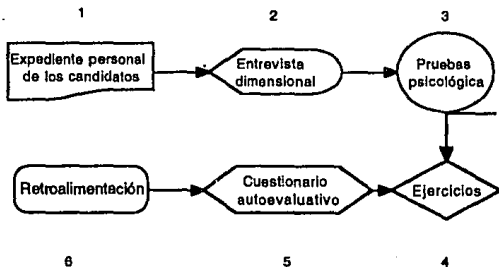 1 2 3
Expediente personal
de los candidatos
Entrevista
dimensional
Pruebas
psicológica
Retroalimentación
Cuestionario
autoevaluativo
Ejercicios
6 5 4